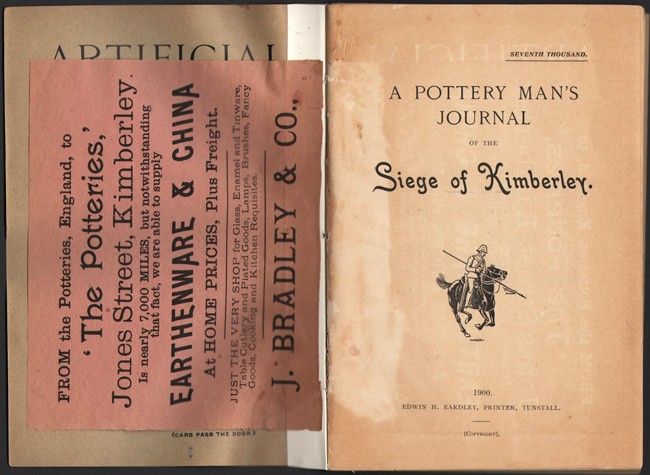 ARTIFICIAL
FROM the Potteries, England, to
'The Potteries,'
Jones Street, Kimberley.
Is nearly 7,000 MILES, but notwithstanding
that fact, we are able to supply
EARTHENWARE & CHINA
At HOME PRICES, Plus Freight.
JUST THE VERY SHOP for Glass, Enamel and Tinware,
Table Cutlery and Plated Goods, Lamps, Brushes, Fancy
Goods, Cooking and Kitchen Requisites.
J. BRADLEY & CO.,
(CARS PASS THE DOOR.)
SEVENTH THOUSAND.
A POTTERY MAN'S
JOURNAL
OF THE
Siege of Kimberley.
1900.
EDWIN H. EARDLEY, PRINTER, TUNSTALL.
[COPYRIGHT].